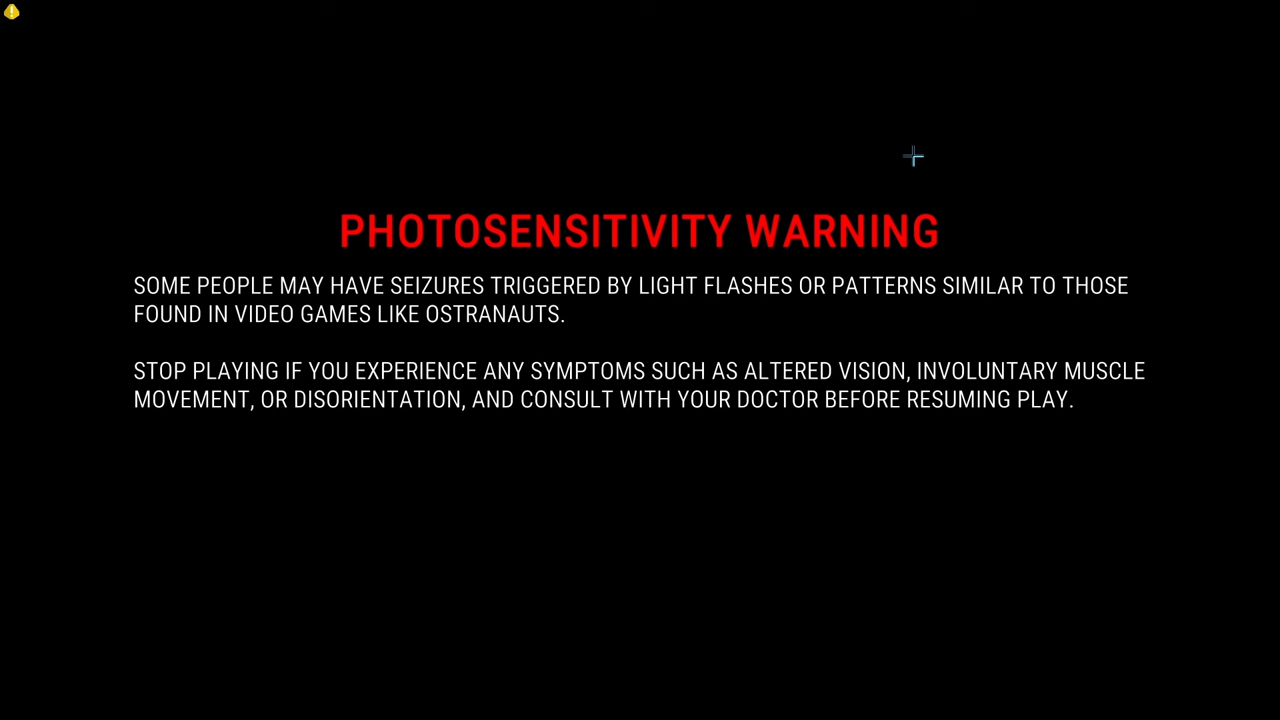 PHOTOSENSITIVITY WARNING
SOME PEOPLE MAY HAVE SEIZURES TRIGGERED BY LIGHT FLASHES OR PATTERNS SIMILAR TO THOSE
FOUND IN VIDEO GAMES LIKE OSTRANAUTS.
STOP PLAYING IF YOU EXPERIENCE ANY SYMPTOMS SUCH AS ALTERED VISION, INVOLUNTARY MUSCLE
MOVEMENT, OR DISORIENTATION, AND CONSULT WITH YOUR DOCTOR BEFORE RESUMING PLAY.